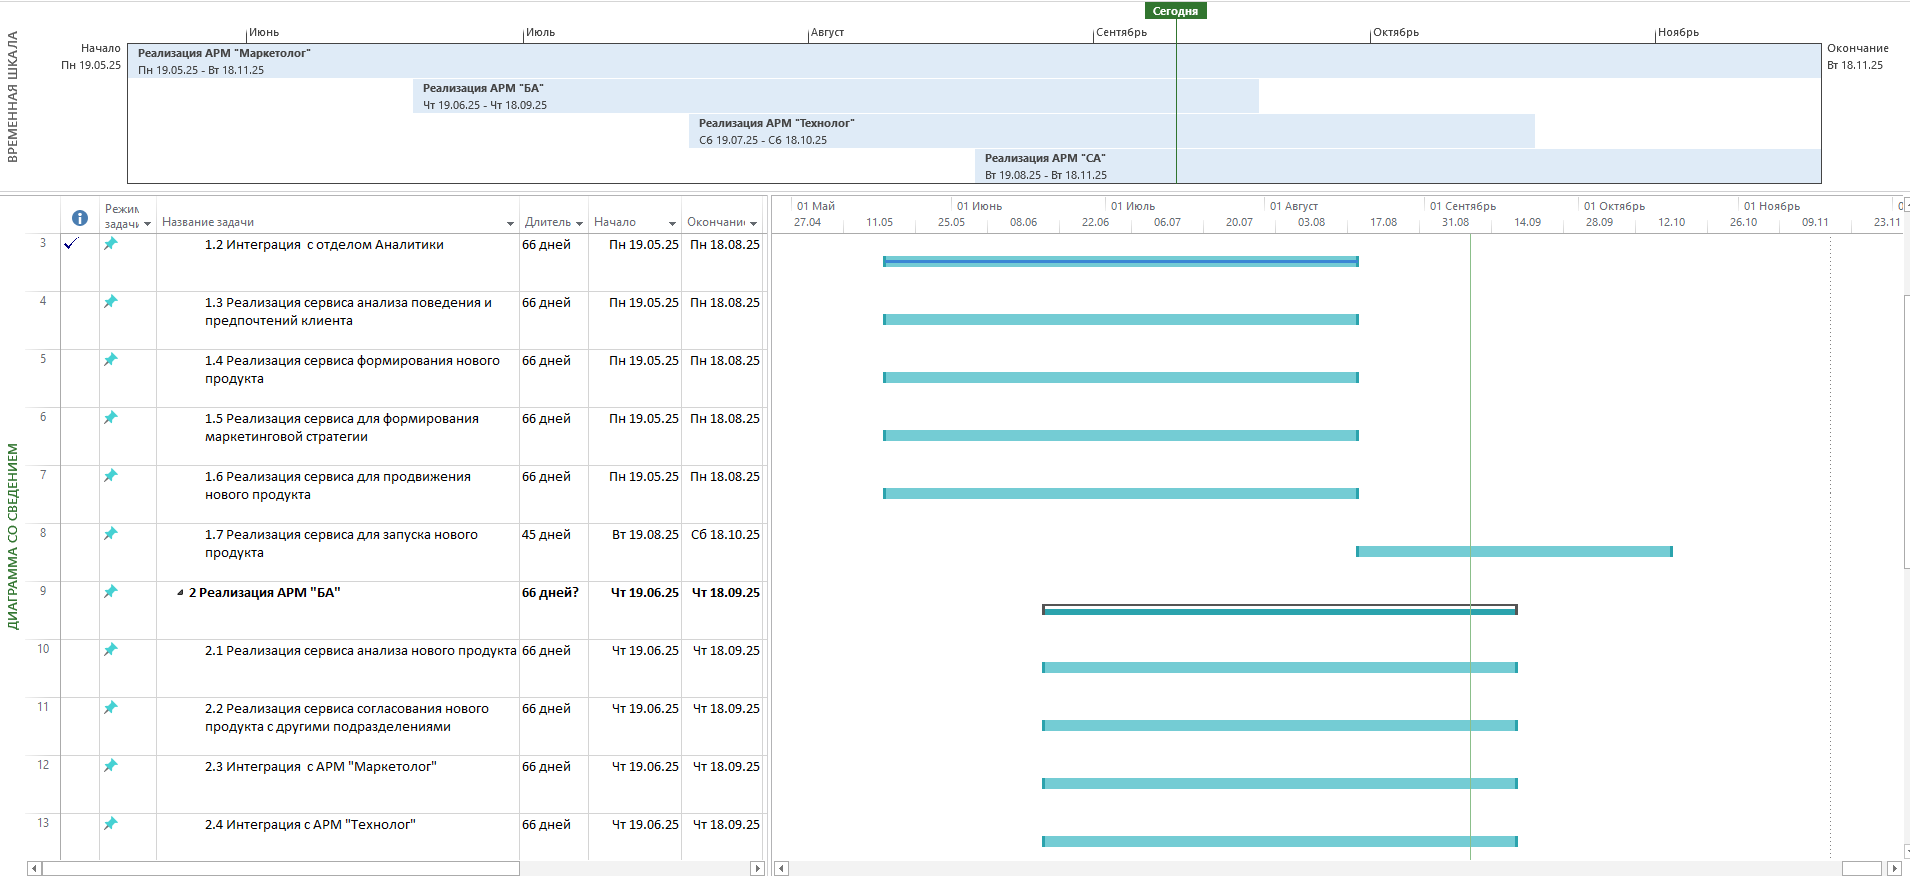 Сегодня
Июнь Июль Август Сентябрь Октябрь Ноябрь
ВРЕМЕННАЯ ШКАЛА
Начало
Пн 19.05.25
Реализация АРМ "Маркетолог"
Пн 19.05.25 - Вт 18.11.25
Окончание
Вт 18.11.25
Реализация АРМ "БА"
Чт 19.06.25 - Чт 18.09.25
Реализация АРМ "Технолог"
Сб 19.07.25 - Сб 18.10.25
Реализация АРМ "СА"
Вт 19.08.25 - Вт 18.11.25
ДИАГРАММА СО СВЕДЕНИЕМ
Режим
задачи Название задачи Длитель Начало Окончани
01 Май 01 Июнь 01 Июль 01 Август 01 Сентябрь 01 Октябрь 01 Ноябрь 0
27.04 11.05 25.05 08.06 22.06 06.07 20.07 03.08 17.08 31.08 14.09 28.09 12.10 26.10 09.11 23.11
3 1.2 Интеграция с отделом Аналитики 66 дней Пн 19.05.25 Пн 18.08.25
4 1.3 Реализация сервиса анализа поведения и 66 дней Пн 19.05.25 Пн 18.08.25
предпочтений клиента
5 1.4 Реализация сервиса формирования нового 66 дней Пн 19.05.25 Пн 18.08.25
продукта
6 1.5 Реализация сервиса для формирования 66 дней Пн 19.05.25 Пн 18.08.25
маркетинговой стратегии
7 1.6 Реализация сервиса для продвижения 66 дней Пн 19.05.25 Пн 18.08.25
нового продукта
8 1.7 Реализация сервиса для запуска нового 45 дней Вт 19.08.25 Сб 18.10.25
продукта
9 2 Реализация АРМ "БА" 66 дней? Чт 19.06.25 Чт 18.09.25
10 2.1 Реализация сервиса анализа нового продукта 66 дней Чт 19.06.25 Чт 18.09.25
11 2.2 Реализация сервиса согласования нового 66 дней Чт 19.06.25 Чт 18.09.25
продукта с другими подразделениями
12 2.3 Интеграция с АРМ "Маркетолог" 66 дней Чт 19.06.25 Чт 18.09.25
13 2.4 Интеграция с АРМ "Технолог" 66 дней Чт 19.06.25 Чт 18.09.25